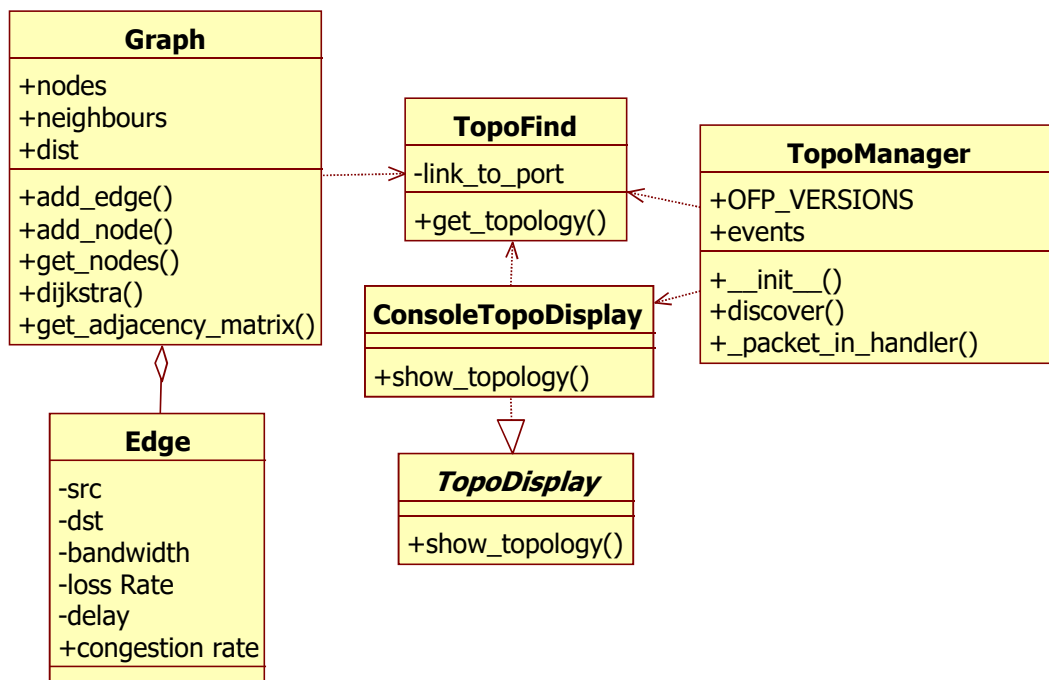 Graph
+nodes
+neighbours
+dist
+add_edge()
+add_node()
+get_nodes()
+dijkstra()
+get_adjacency_matrix()
TopoFind
-link_to_port
+get_topology()
TopoManager
+OFP_VERSIONS
+events
+__init__()
+discover()
+_packet_in_handler()
ConsoleTopoDisplay
+show_topology()
TopoDisplay
+show_topology()
Edge
-src
-dst
-bandwidth
-loss Rate
-delay
+congestion rate